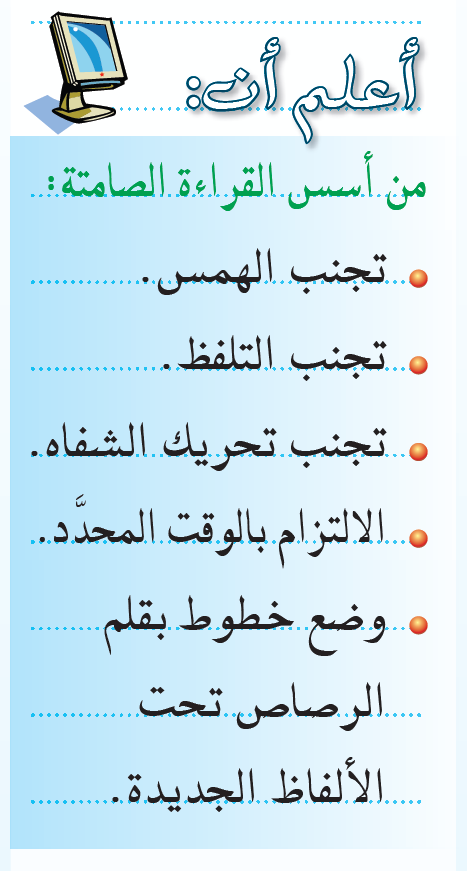 أعلم أن:
من أسس القراءة الصامتة:
تجنب الهمس.
تجنب التلفظ.
تجنب تحريك الشفاه.
الالتزام بالوقت المحدَّد.
وضع خطوط بقلم
الرصاص تحت
الألفاظ الجديدة.